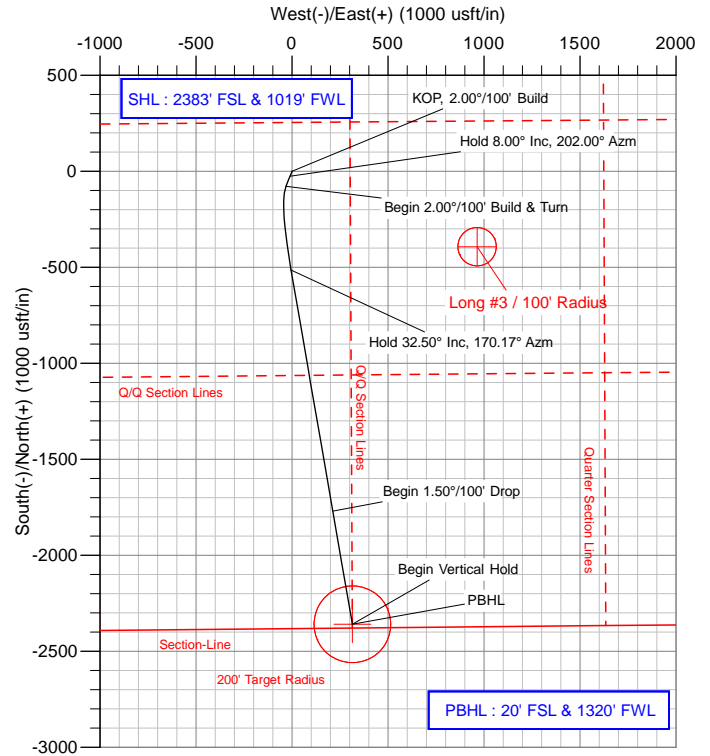 West(-)/East(+) (1000 usft/in)
-1000 -500 0 500 1000 1500 2000
South(-)/North(+) (1000 usft/in)
500
0
-500
-1000
-1500
-2000
-2500
-3000
SHL : 2383' FSL & 1019' FWL
KOP, 2.00°/100' Build
Hold 8.00° Inc, 202.00° Azm
Begin 2.00°/100' Build & Turn
Long #3 / 100' Radius
Hold 32.50° Inc, 170.17° Azm
Q/Q Section Lines
Q/Q Section Lines
Quarter Section Lines
Begin 1.50°/100' Drop
Begin Vertical Hold
PBHL
Section-Line
200' Target Radius
PBHL : 20' FSL & 1320' FWL